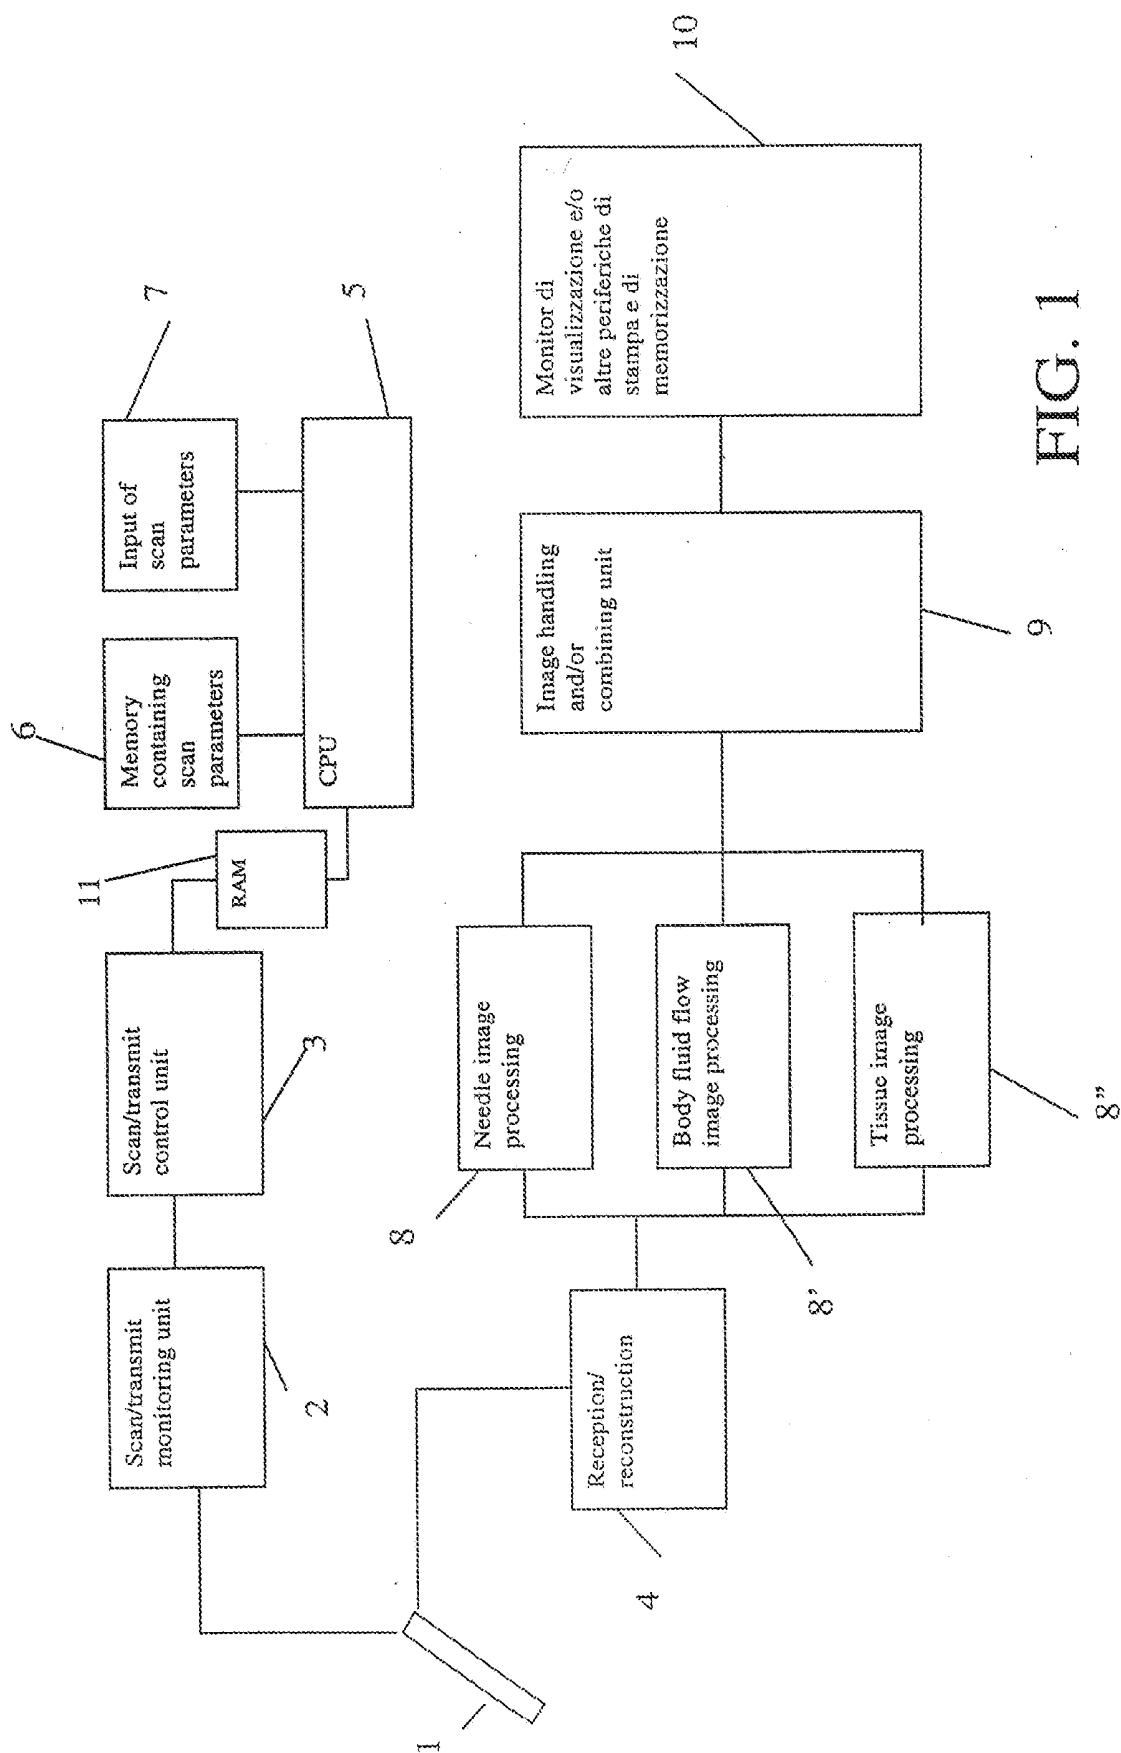 1
Scan/transmit
monitoring unit
2
Scan/transmit
control unit
3
11
RAM
6
Memory
containing
scan
parameters
Input of
scan
parameters
7
CPU
5
Reception/
reconstruction
4
Needle image
processing
8
Body fluid flow
image processing
8'
Tissue image
processing
8"
Image handling
and/or
combining unit
9
Monitor di
visualizzazione e/o
altre periferiche di
stampa e di
memorizzazione
10
FIG. 1